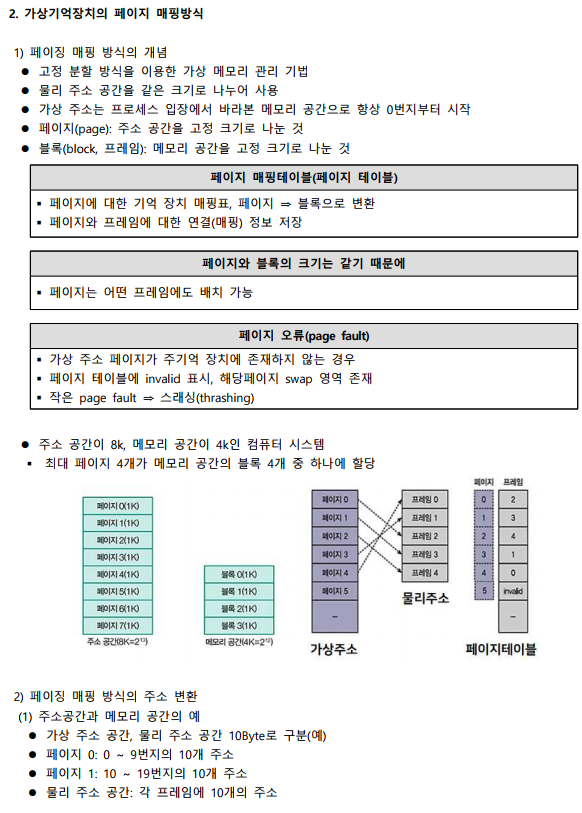 2. 가상기억장치의 페이지 매핑방식
1) 페이징 매핑 방식의 개념
● 고정 분할 방식을 이용한 가상 메모리 관리 기법
● 물리 주소 공간을 같은 크기로 나누어 사용
● 가상 주소는 프로세스 입장에서 바라본 메모리 공간으로 항상 0번지부터 시작
● 페이지(page): 주소 공간을 고정 크기로 나눈 것
● 블록(block, 프레임): 메모리 공간을 고정 크기로 나눈 것
페이지 매핑테이블(페이지 테이블)
▪ 페이지에 대한 기억 장치 매핑표, 페이지 ⇒ 블록으로 변환
▪ 페이지와 프레임에 대한 연결(매핑) 정보 저장
페이지와 블록의 크기는 같기 때문에
▪ 페이지는 어떤 프레임에도 배치 가능
페이지 오류(page fault)
▪ 가상 주소 페이지가 주기억 장치에 존재하지 않는 경우
▪ 페이지 테이블에 invalid 표시, 해당페이지 swap 영역 존재
▪ 작은 page fault ⇒ 스래싱(thrashing)
● 주소 공간이 8k, 메모리 공간이 4k인 컴퓨터 시스템
▪ 최대 페이지 4개가 메모리 공간의 블록 4개 중 하나에 할당
페이지 0(1K)
페이지 1(1K)
페이지 2(1K)
페이지 3(1K)
페이지 4(1K)
페이지 5(1K)
페이지 6(1K)
페이지 7(1K)
주소 공간(8K=2¹³)
블록 0(1K)
블록 1(1K)
블록 2(1K)
블록 3(1K)
메모리 공간(4K=2¹²)
페이지 0
페이지 1
페이지 2
페이지 3
페이지 4
페이지 5
...
가상주소
프레임 0
프레임 1
프레임 2
프레임 3
프레임 4
물리주소
페이지 프레임
0 2
1 3
2 4
3 1
4 0
5 invalid
...
페이지테이블
2) 페이징 매핑 방식의 주소 변환
(1) 주소공간과 메모리 공간의 예
● 가상 주소 공간, 물리 주소 공간 10Byte로 구분(예)
● 페이지 0: 0 ~ 9번지의 10개 주소
● 페이지 1: 10 ~ 19번지의 10개 주소
● 물리 주소 공간: 각 프레임에 10개의 주소